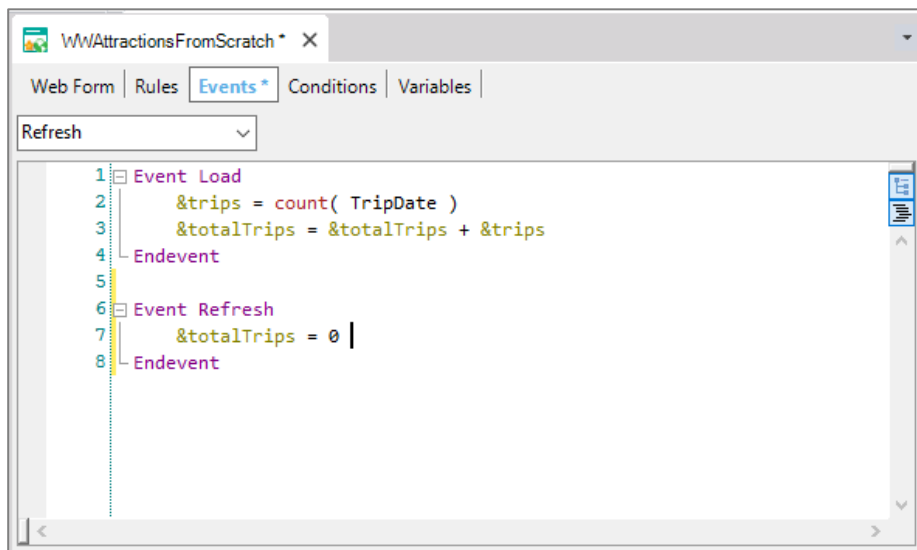 WWAttractionsFromScratch *
Web Form Rules Events * Conditions Variables
Refresh
1 Event Load
2 &trips = count( TripDate )
3 &totalTrips = &totalTrips + &trips
4 Endevent
5
6 Event Refresh
7 &totalTrips = 0
8 Endevent